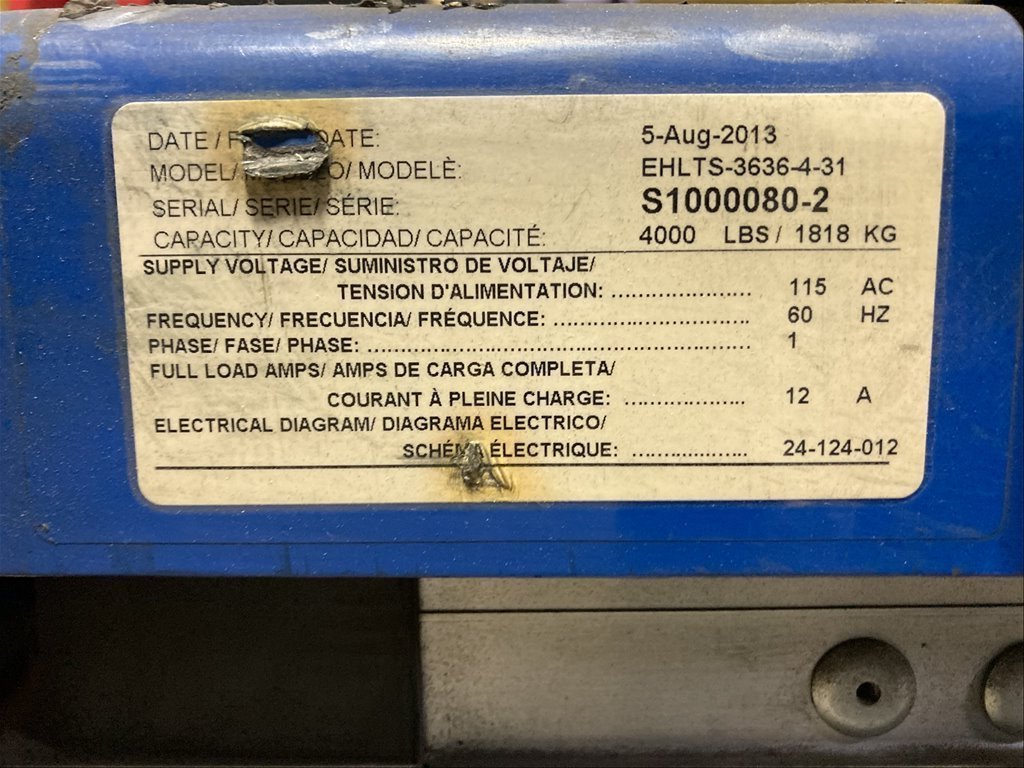 DATE / DATE: 5-Aug-2013
MODEL/ MODELÈ: EHLTS-3636-4-31
SERIAL/ SERIE/ SÉRIE: S1000080-2
CAPACITY/ CAPACIDAD/ CAPACITÉ: 4000 LBS / 1818 KG
SUPPLY VOLTAGE/ SUMINISTRO DE VOLTAJE/
TENSION D'ALIMENTATION: ..................... 115 AC
FREQUENCY/ FRECUENCIA/ FRÉQUENCE: .............................. 60 HZ
PHASE/ FASE/ PHASE: ........................................................... 1
FULL LOAD AMPS/ AMPS DE CARGA COMPLETA/
COURANT À PLEINE CHARGE: .................. 12 A
ELECTRICAL DIAGRAM/ DIAGRAMA ELECTRICO/
SCHÉMA ÉLECTRIQUE: .................. 24-124-012